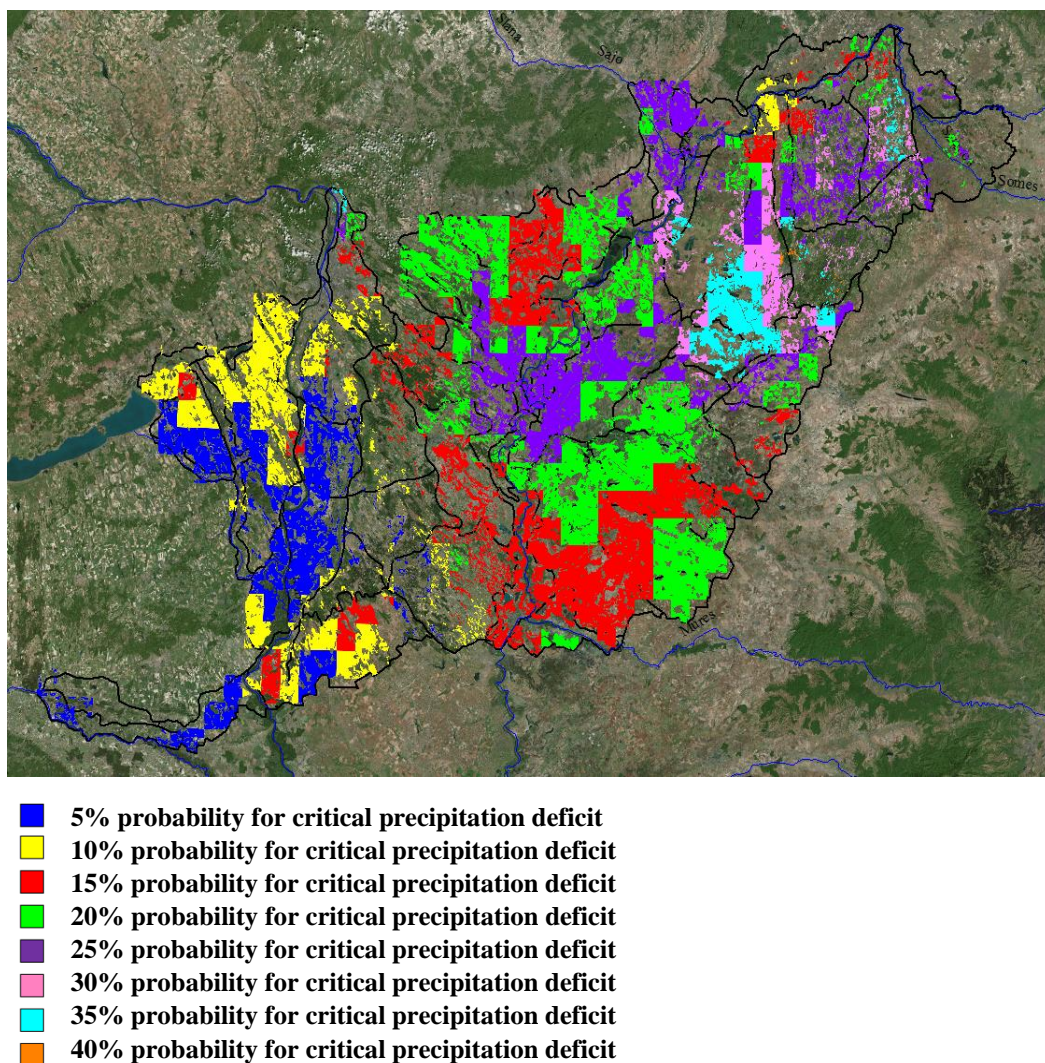 Slana
Sajo
Somes
Mures
5% probability for critical precipitation deficit
10% probability for critical precipitation deficit
15% probability for critical precipitation deficit
20% probability for critical precipitation deficit
25% probability for critical precipitation deficit
30% probability for critical precipitation deficit
35% probability for critical precipitation deficit
40% probability for critical precipitation deficit